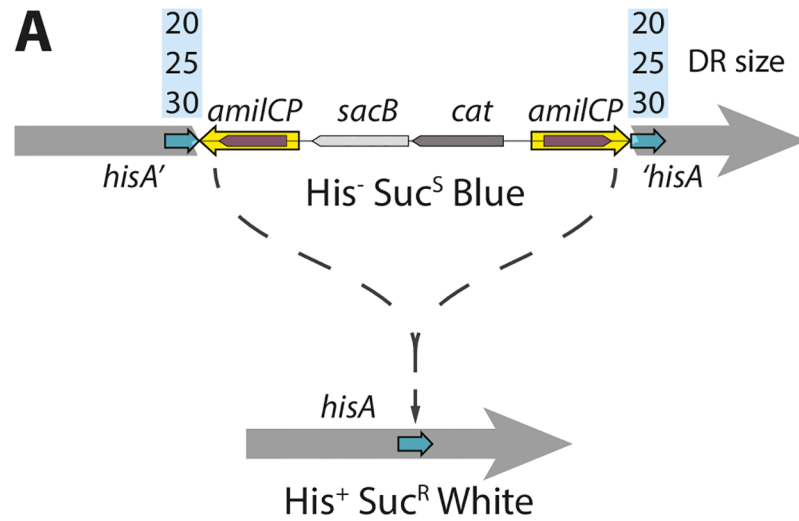 A
20 20
25 25 DR size
30 amilCP sacB cat amilCP 30
hisA' 'hisA
His- SucS Blue
hisA
His+ SucR White